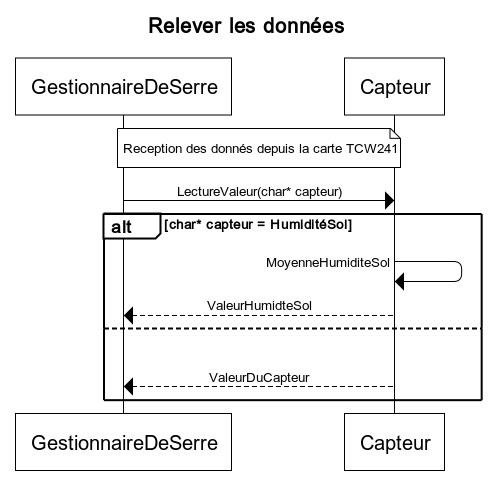 Relever les données
GestionnaireDeSerre
Capteur
Reception des donnés depuis la carte TCW241
LectureValeur(char* capteur)
alt
[char* capteur = HumiditéSol]
MoyenneHumiditeSol
ValeurHumidteSol
ValeurDuCapteur
GestionnaireDeSerre
Capteur